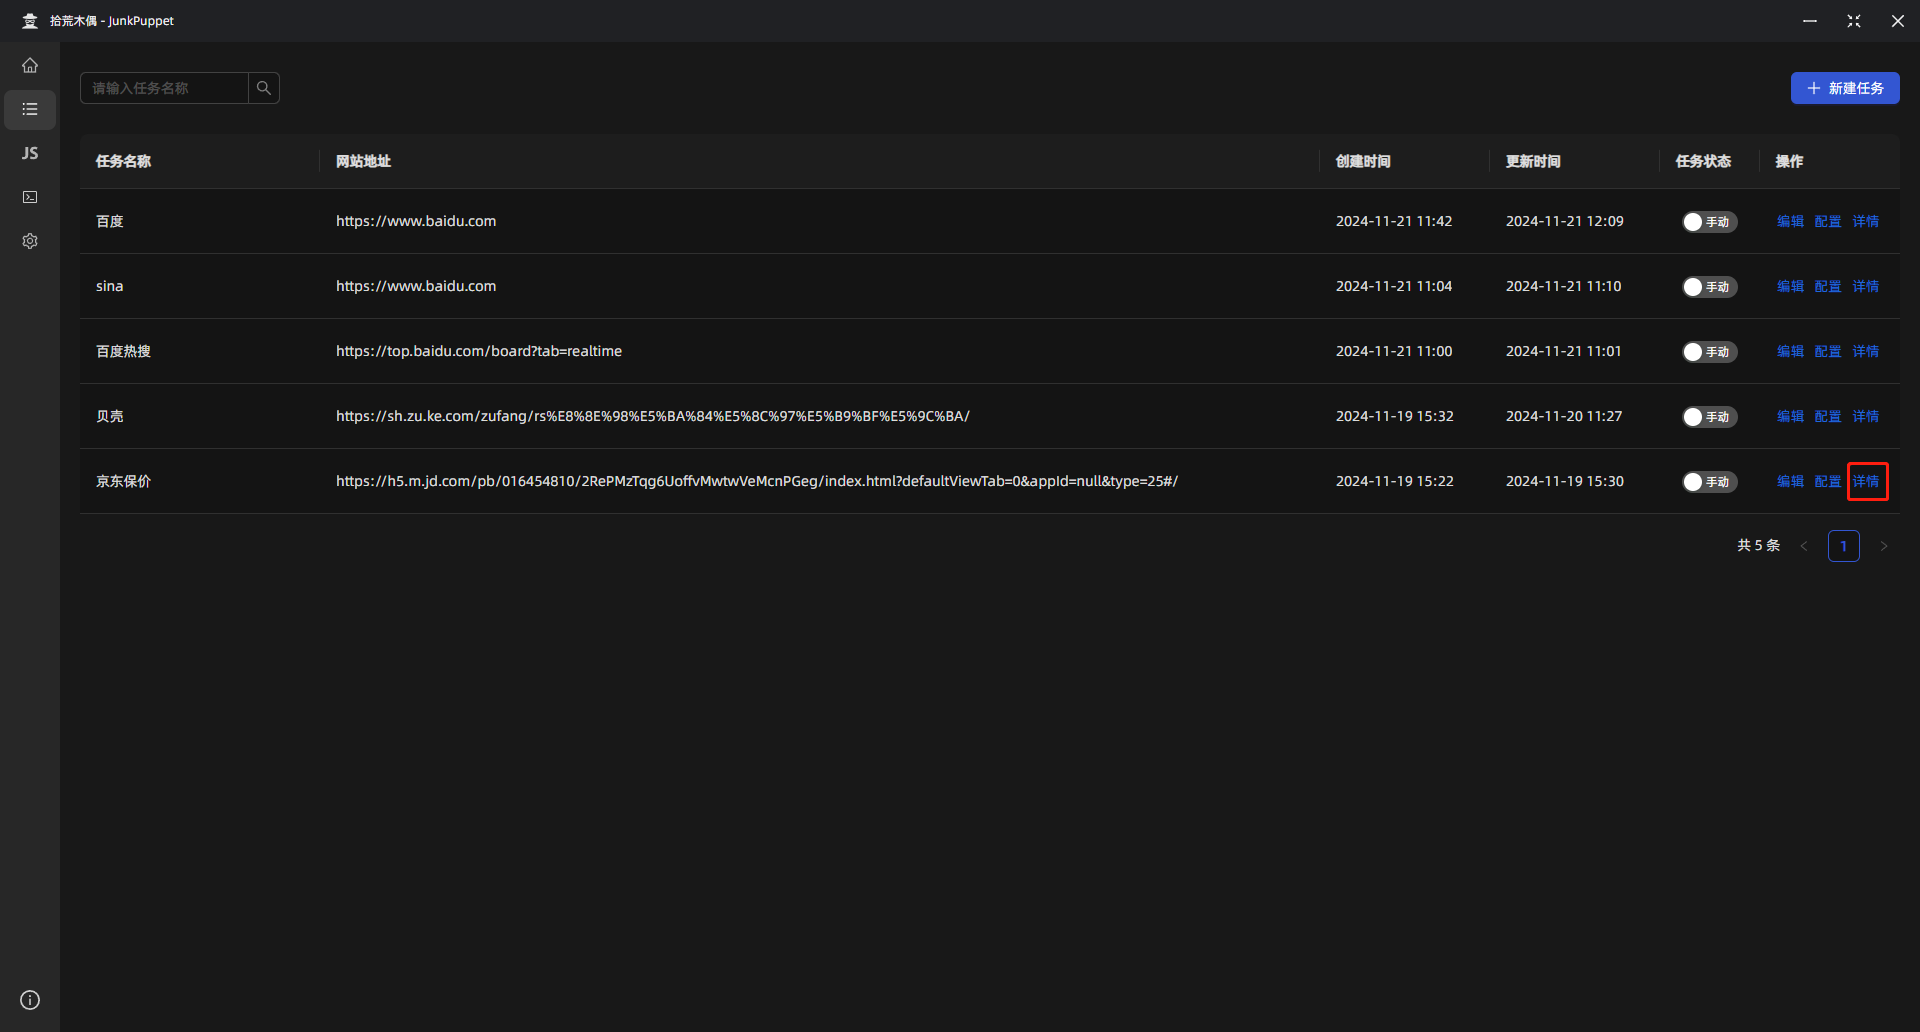 拾荒木偶 - JunkPuppet
JS
请输入任务名称
新建任务
任务名称 网站地址 创建时间 更新时间 任务状态 操作
百度 https://www.baidu.com 2024-11-21 11:42 2024-11-21 12:09 手动 编辑 配置 详情
sina https://www.baidu.com 2024-11-21 11:04 2024-11-21 11:10 手动 编辑 配置 详情
百度热搜 https://top.baidu.com/board?tab=realtime 2024-11-21 11:00 2024-11-21 11:01 手动 编辑 配置 详情
贝壳 https://sh.zu.ke.com/zufang/rs%E8%8E%98%E5%BA%84%E5%8C%97%E5%B9%BF%E5%9C%BA/ 2024-11-19 15:32 2024-11-20 11:27 手动 编辑 配置 详情
京东保价 https://h5.m.jd.com/pb/016454810/2RePMzTqg6UoffvMwtwVeMcnPGeg/index.html?defaultViewTab=0&appId=null&type=25#/ 2024-11-19 15:22 2024-11-19 15:30 手动 编辑 配置 详情
共 5 条 < 1 >